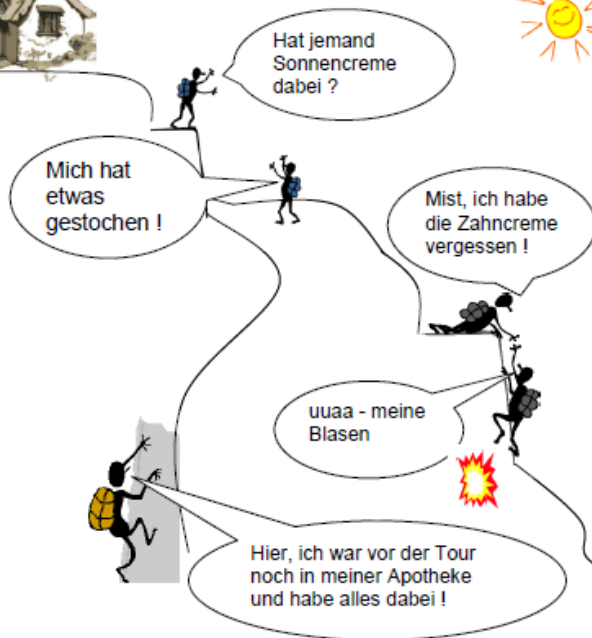 Hat jemand
Sonnencreme
dabei ?
Mich hat
etwas
gestochen !
Mist, ich habe
die Zahncreme
vergessen !
uuaa - meine
Blasen
Hier, ich war vor der Tour
noch in meiner Apotheke
und habe alles dabei !